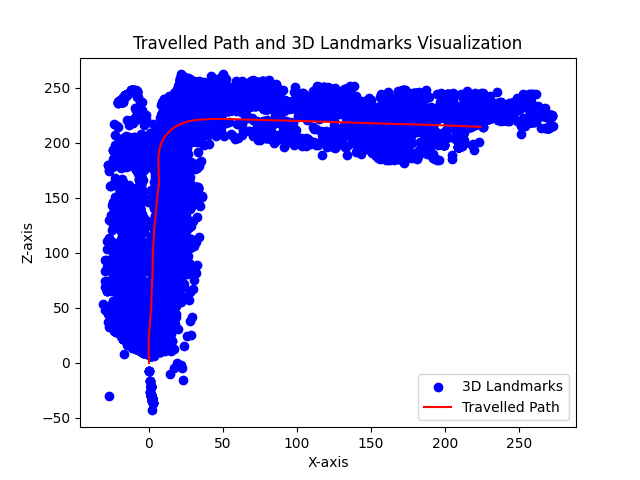 Travelled Path and 3D Landmarks Visualization
Z-axis
250
200
150
100
50
0
−50
0
50
100
150
200
250
X-axis
3D Landmarks
Travelled Path